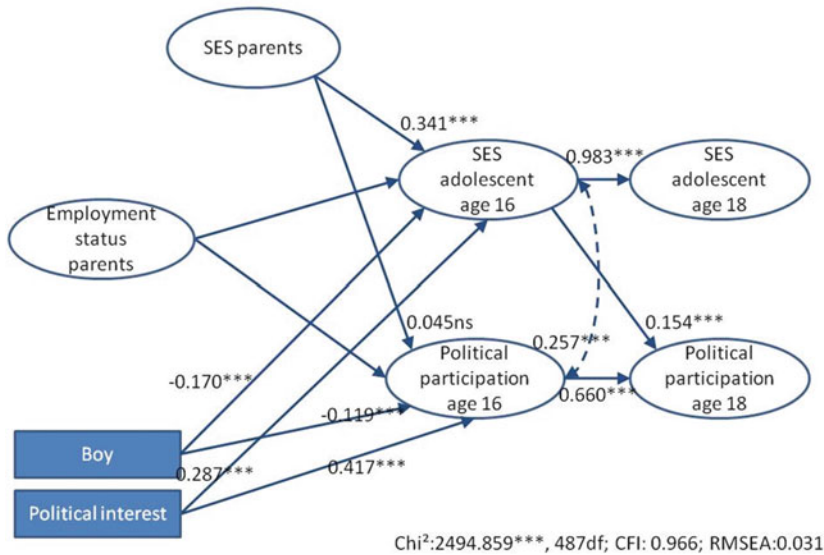 SES parents
0.341***
SES
adolescent
age 16
0.983***
SES
adolescent
age 18
Employment
status
parents
0.045ns
0.257***
0.154***
Political
participation
age 16
0.660***
Political
participation
age 18
-0.170***
-0.119***
Boy
0.287***
0.417***
Political interest
Chi²:2494.859***, 487df; CFI: 0.966; RMSEA:0.031